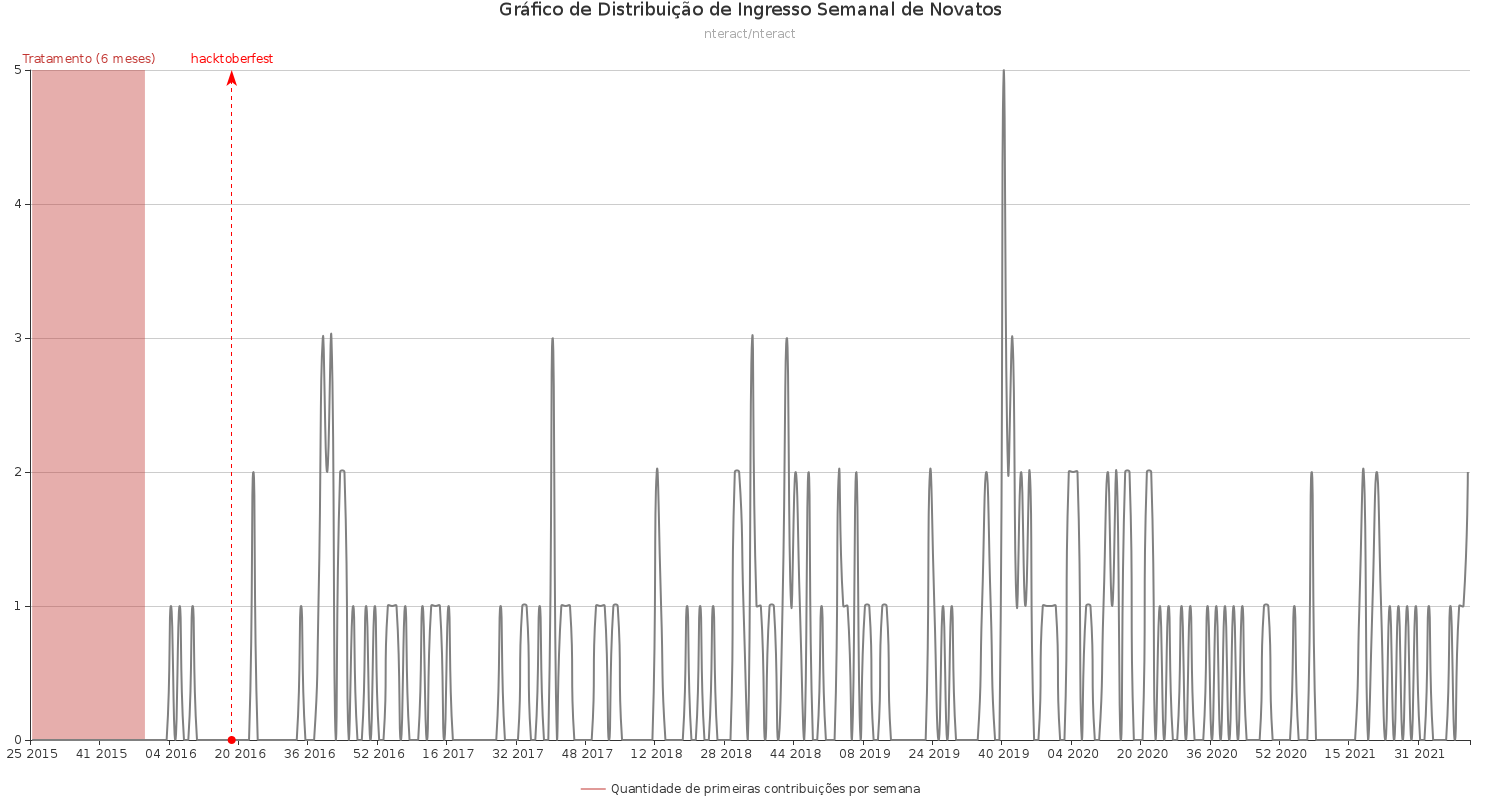 Gráfico de Distribuição de Ingresso Semanal de Novatos
nteract/nteract
Tratamento (6 meses)
hacktoberfest
5
4
3
2
1
0
25 2015 41 2015 04 2016 20 2016 36 2016 52 2016 16 2017 32 2017 48 2017 12 2018 28 2018 44 2018 08 2019 24 2019 40 2019 04 2020 20 2020 36 2020 52 2020 15 2021 31 2021
Quantidade de primeiras contribuições por semana